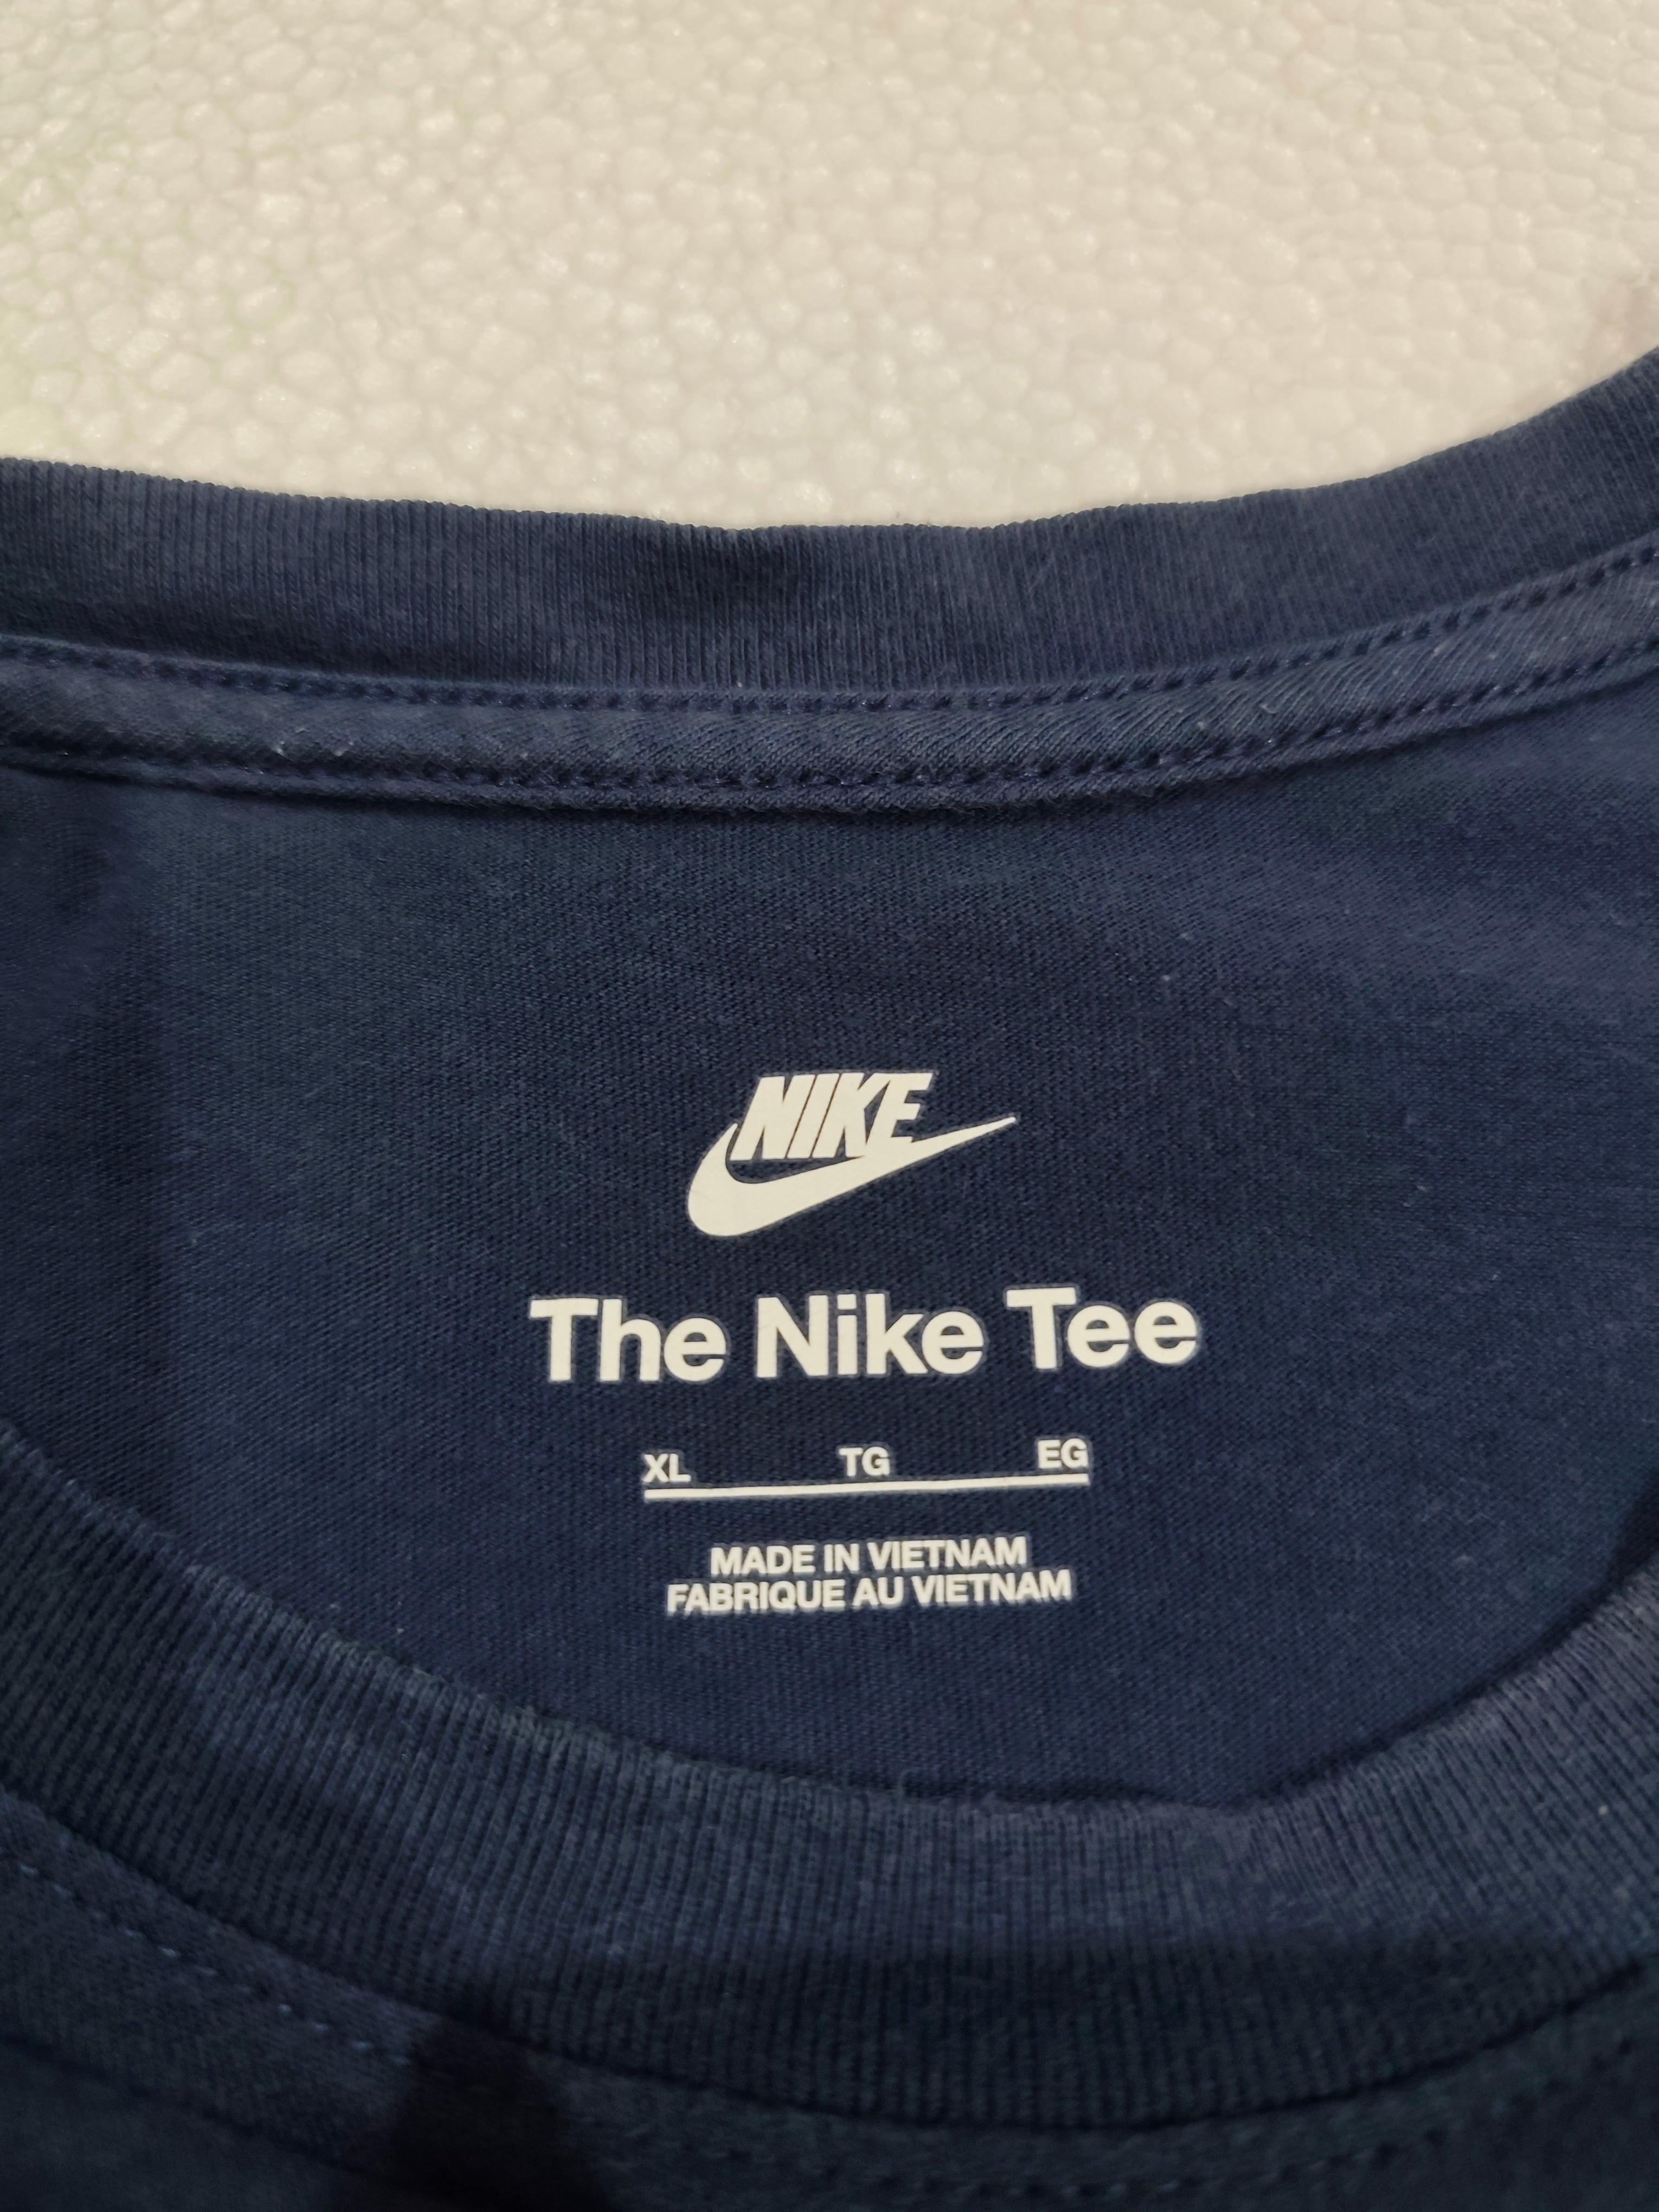 NIKE
The Nike Tee
XL TG EG
MADE IN VIETNAM
FABRIQUE AU VIETNAM